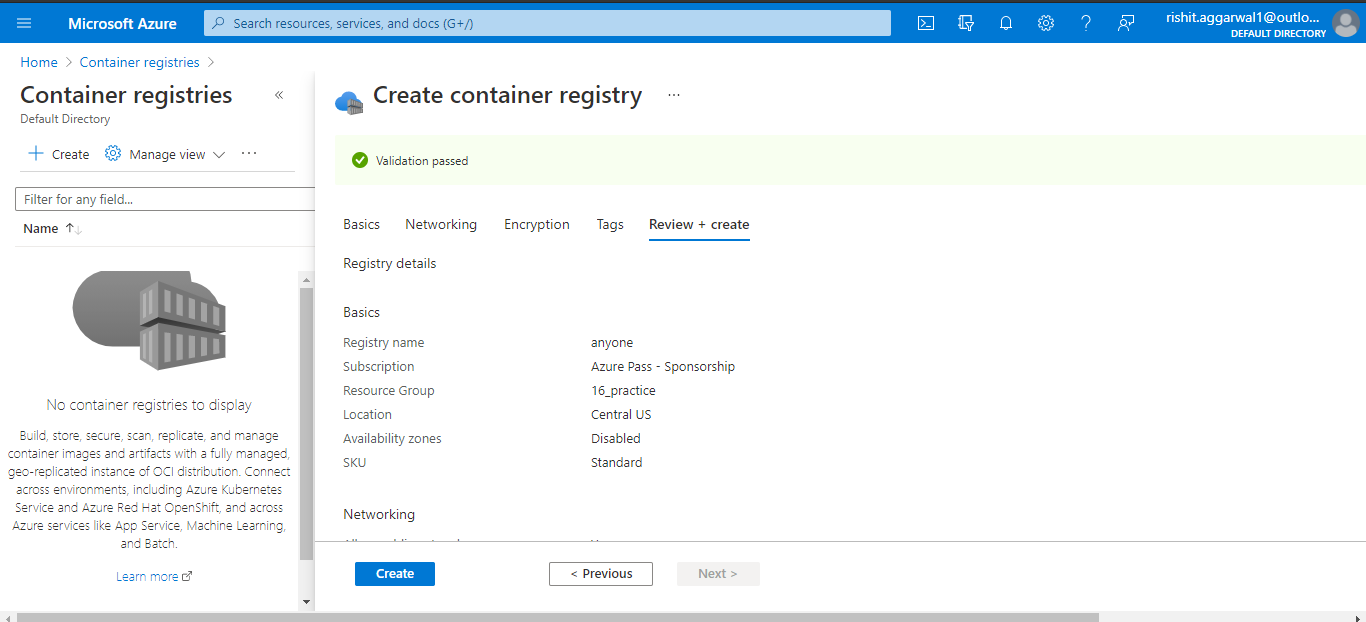 Microsoft Azure
Search resources, services, and docs (G+/)
rishit.aggarwal1@outlo...
DEFAULT DIRECTORY
Home > Container registries >
Container registries «
Default Directory
+ Create Manage view ...
Filter for any field...
Name ↑↓
No container registries to display
Build, store, secure, scan, replicate, and manage
container images and artifacts with a fully managed,
geo-replicated instance of OCI distribution. Connect
across environments, including Azure Kubernetes
Service and Azure Red Hat OpenShift, and across
Azure services like App Service, Machine Learning,
and Batch.
Learn more
Create container registry ...
Validation passed
Basics Networking Encryption Tags Review + create
Registry details
Basics
Registry name anyone
Subscription Azure Pass - Sponsorship
Resource Group 16_practice
Location Central US
Availability zones Disabled
SKU Standard
Networking
Create < Previous Next >